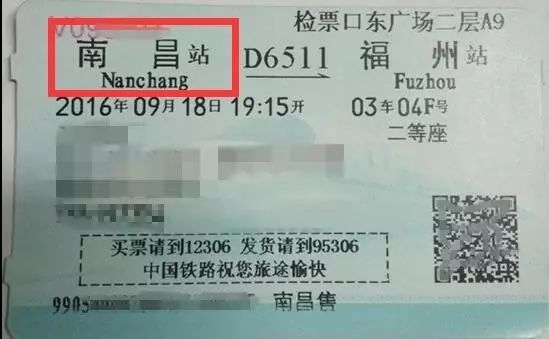 检票口东广场二层A9
南 昌 站 D6511 福 州 站
Nanchang Fuzhou
2016年09月18日 19:15开 03车04F号
二等座
买票请到12306 发货请到95306
中国铁路祝您旅途愉快
南昌售